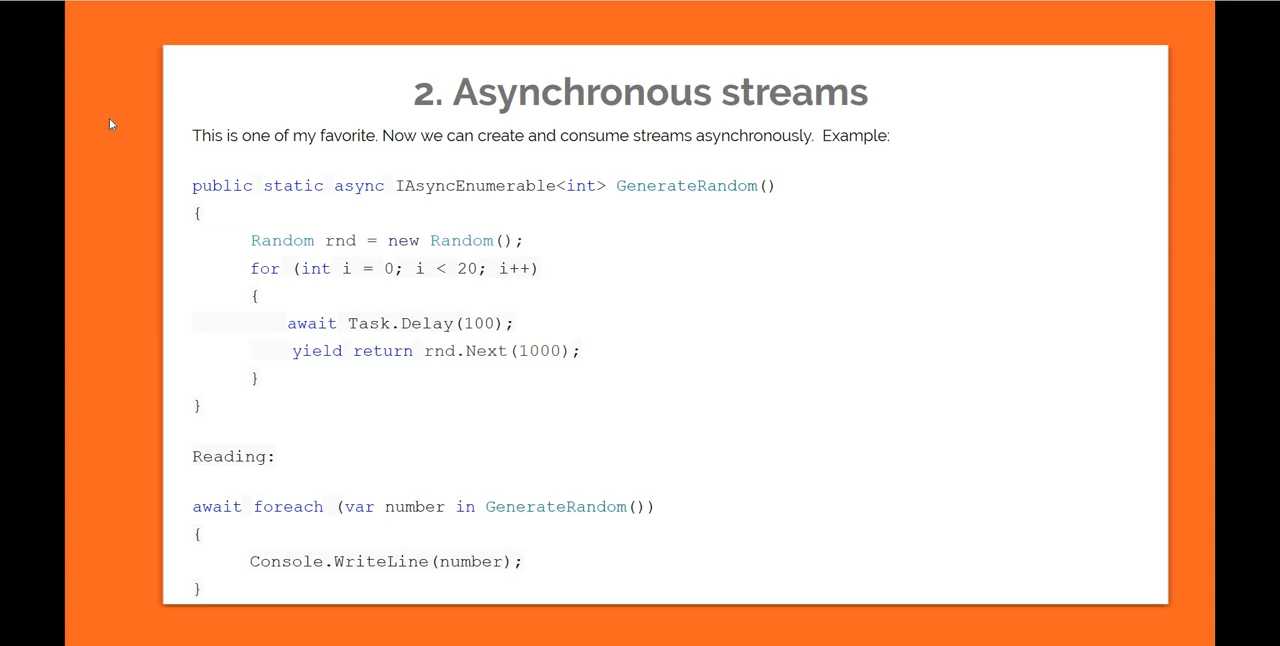 2. Asynchronous streams
This is one of my favorite. Now we can create and consume streams asynchronously. Example:
public static async IAsyncEnumerable<int> GenerateRandom()
{
Random rnd = new Random();
for (int i = 0; i < 20; i++)
{
await Task.Delay(100);
yield return rnd.Next(1000);
}
}
Reading:
await foreach (var number in GenerateRandom())
{
Console.WriteLine(number);
}